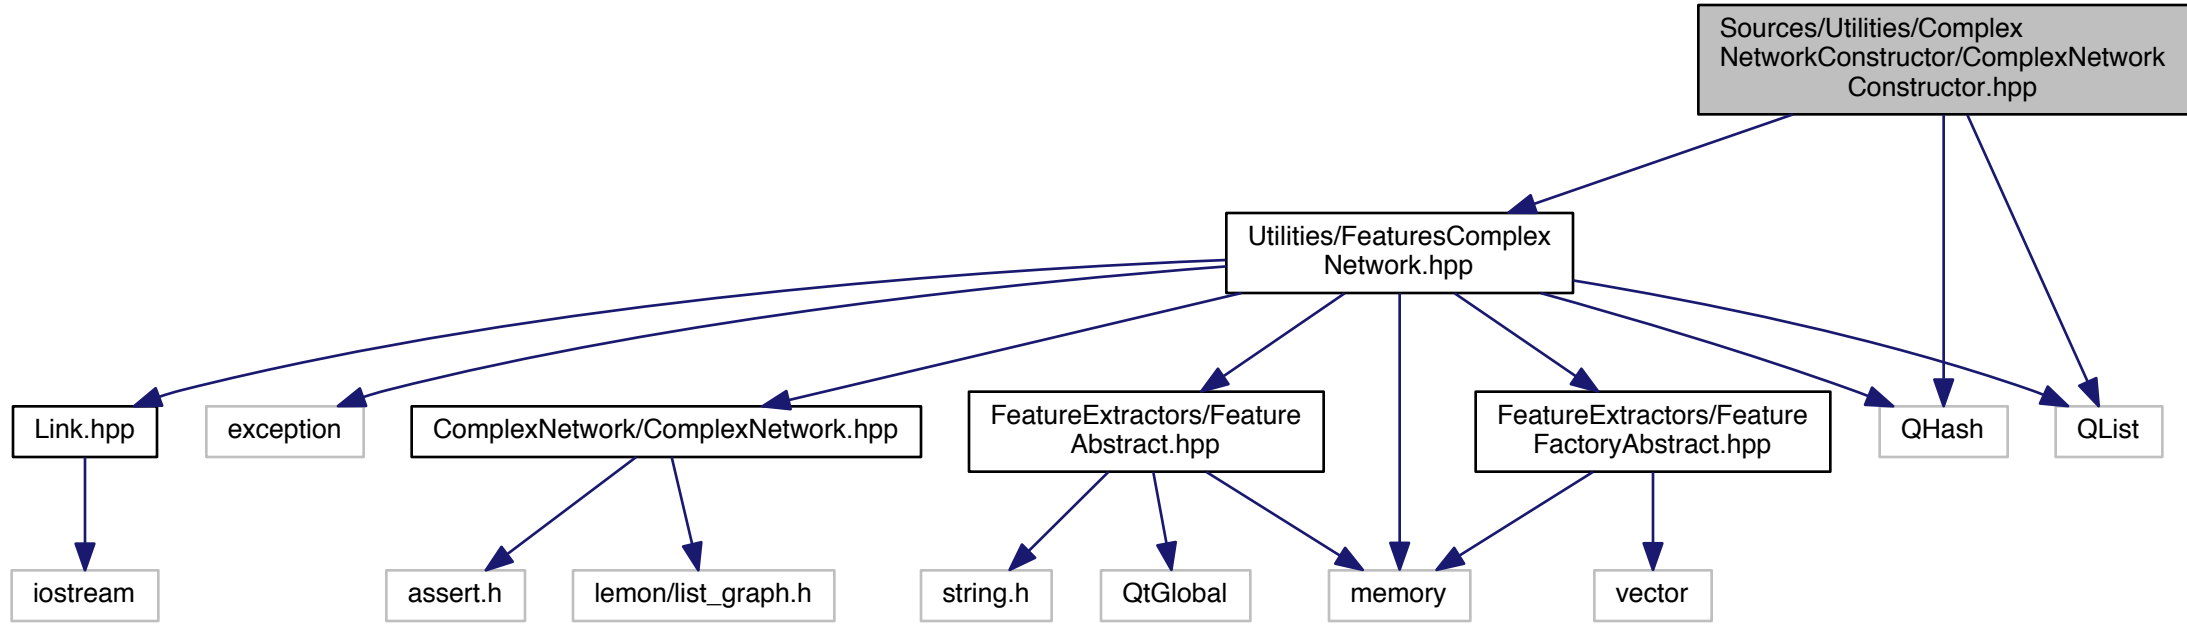 Sources/Utilities/Complex
NetworkConstructor/ComplexNetwork
Constructor.hpp
Utilities/FeaturesComplex
Network.hpp
Link.hpp
exception
ComplexNetwork/ComplexNetwork.hpp
FeatureExtractors/Feature
Abstract.hpp
FeatureExtractors/Feature
FactoryAbstract.hpp
QHash
QList
iostream
assert.h
lemon/list_graph.h
string.h
QtGlobal
memory
vector